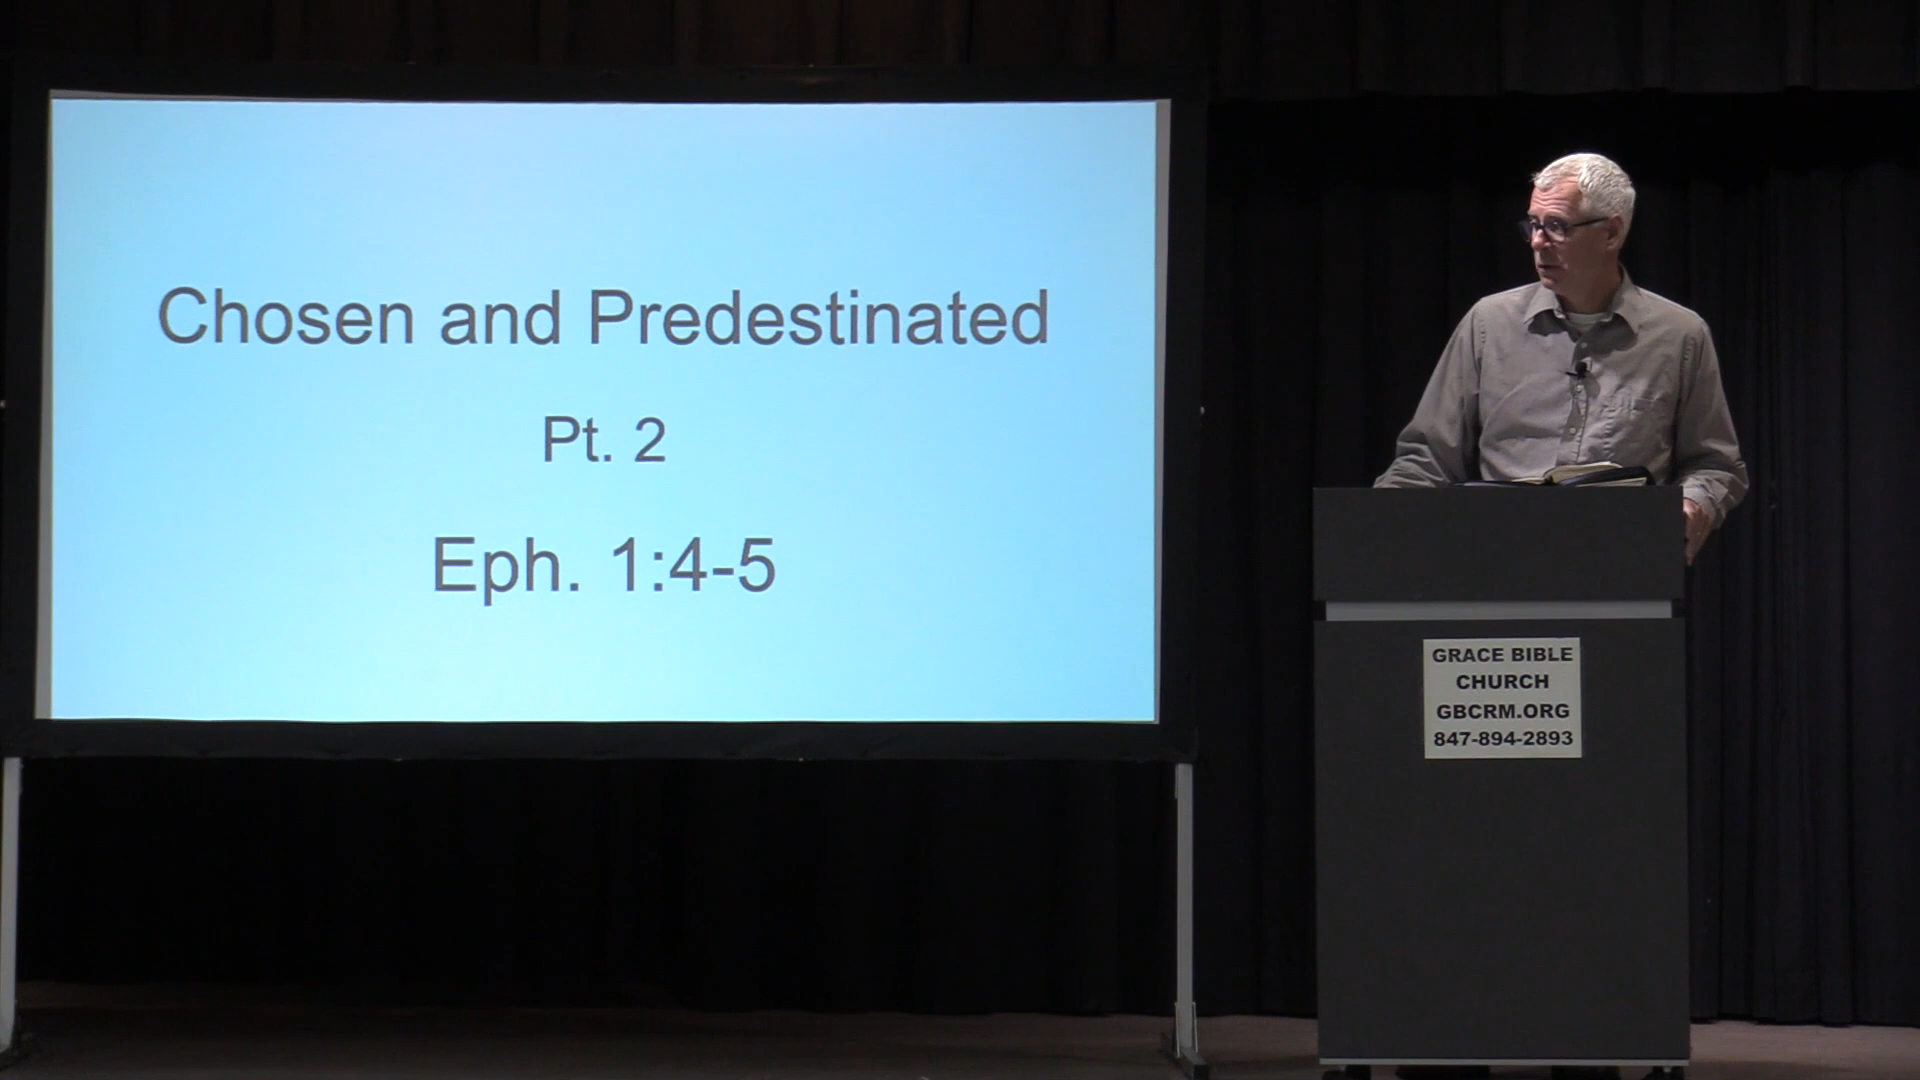 Chosen and Predestinated
Pt. 2
Eph. 1:4-5
GRACE BIBLE
CHURCH
GBCRM.ORG
847-894-2893